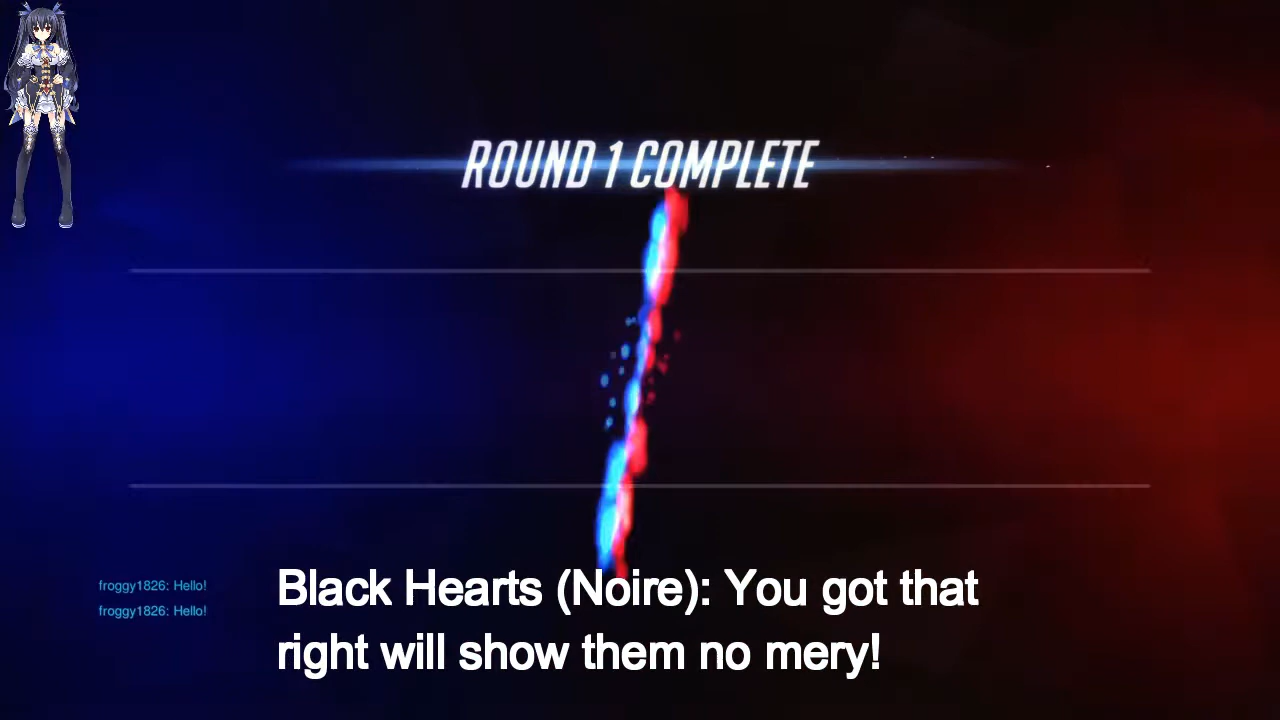 ROUND 1 COMPLETE
froggy1826: Hello!
froggy1826: Hello!
Black Hearts (Noire): You got that
right will show them no mery!